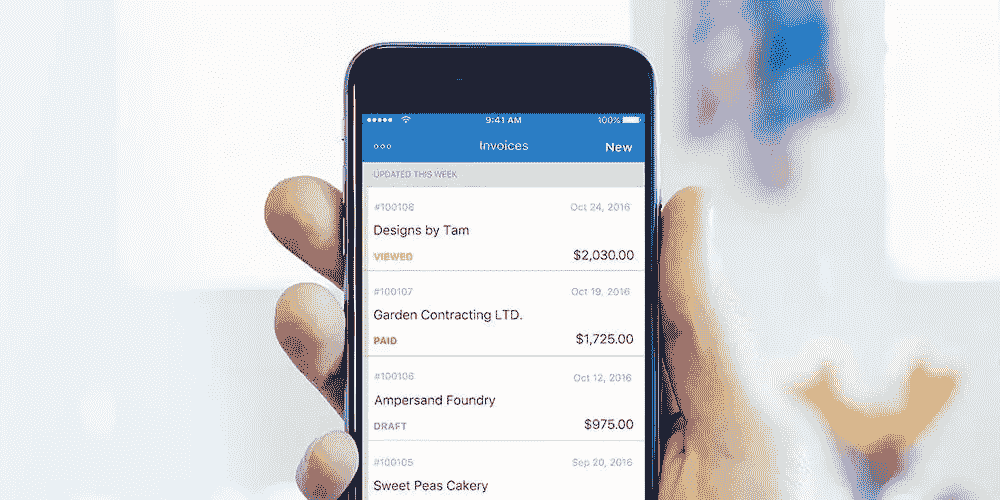 9:41 AM 100%
Invoices New
UPDATED THIS WEEK
#100108 Oct 24, 2016
Designs by Tam
VIEWED $2,030.00
#100107 Oct 19, 2016
Garden Contracting LTD.
PAID $1,725.00
#100106 Oct 12, 2016
Ampersand Foundry
DRAFT $975.00
#100105 Sep 20, 2016
Sweet Peas Cakery